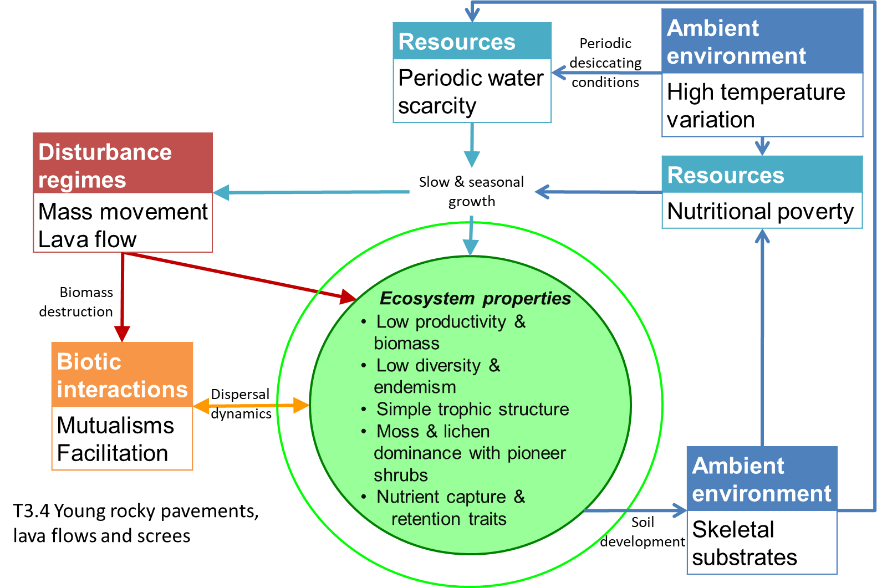 Resources
Periodic water
scarcity
Periodic
desiccating
conditions
Ambient
environment
High temperature
variation
Disturbance
regimes
Mass movement
Lava flow
Slow & seasonal
growth
Resources
Nutritional poverty
Biomass
destruction
Ecosystem properties
• Low productivity &
biomass
• Low diversity &
endemism
• Simple trophic structure
• Moss & lichen
dominance with pioneer
shrubs
• Nutrient capture &
retention traits
Biotic
interactions
Mutualisms
Facilitation
Dispersal
dynamics
Ambient
environment
Skeletal
substrates
Soil
development
T3.4 Young rocky pavements,
lava flows and screes